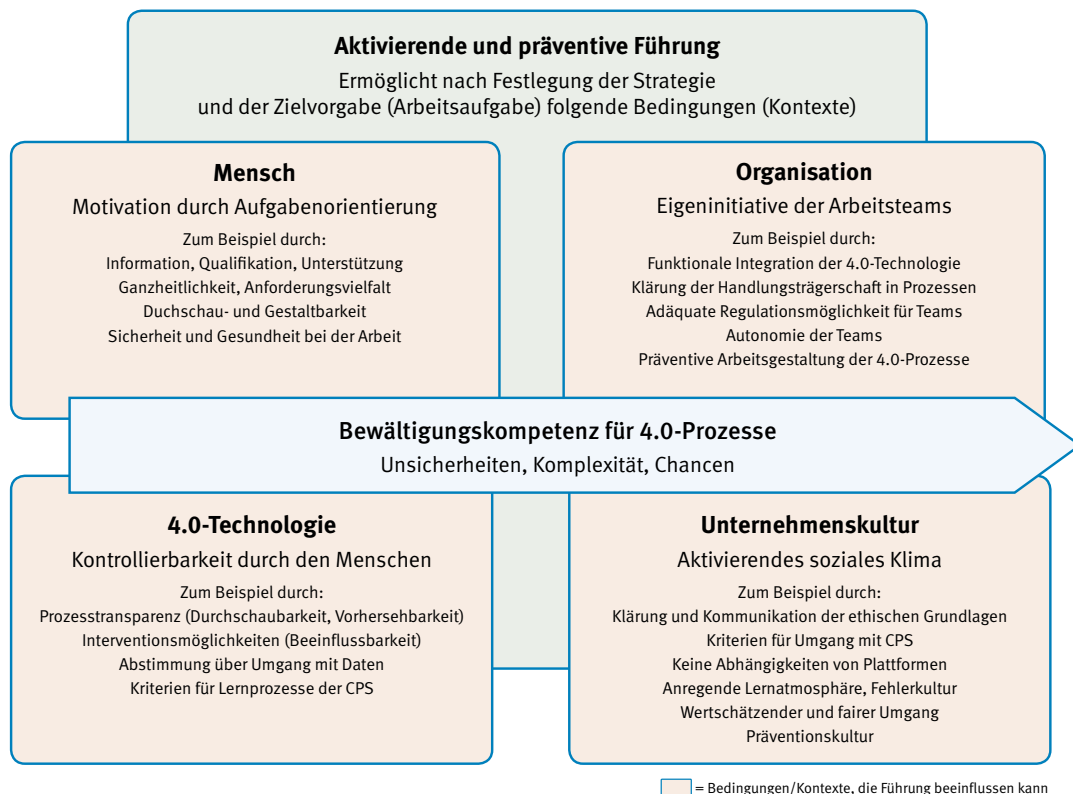 Aktivierende und präventive Führung
Ermöglicht nach Festlegung der Strategie
und der Zielvorgabe (Arbeitsaufgabe) folgende Bedingungen (Kontexte)
Mensch
Motivation durch Aufgabenorientierung
Zum Beispiel durch:
Information, Qualifikation, Unterstützung
Ganzheitlichkeit, Anforderungsvielfalt
Duchschau- und Gestaltbarkeit
Sicherheit und Gesundheit bei der Arbeit
Organisation
Eigeninitiative der Arbeitsteams
Zum Beispiel durch:
Funktionale Integration der 4.0-Technologie
Klärung der Handlungsträgerschaft in Prozessen
Adäquate Regulationsmöglichkeit für Teams
Autonomie der Teams
Präventive Arbeitsgestaltung der 4.0-Prozesse
Bewältigungskompetenz für 4.0-Prozesse
Unsicherheiten, Komplexität, Chancen
4.0-Technologie
Kontrollierbarkeit durch den Menschen
Zum Beispiel durch:
Prozesstransparenz (Durchschaubarkeit, Vorhersehbarkeit)
Interventionsmöglichkeiten (Beeinflussbarkeit)
Abstimmung über Umgang mit Daten
Kriterien für Lernprozesse der CPS
Unternehmenskultur
Aktivierendes soziales Klima
Zum Beispiel durch:
Klärung und Kommunikation der ethischen Grundlagen
Kriterien für Umgang mit CPS
Keine Abhängigkeiten von Plattformen
Anregende Lernatmosphäre, Fehlerkultur
Wertschätzender und fairer Umgang
Präventionskultur
= Bedingungen/Kontexte, die Führung beeinflussen kann